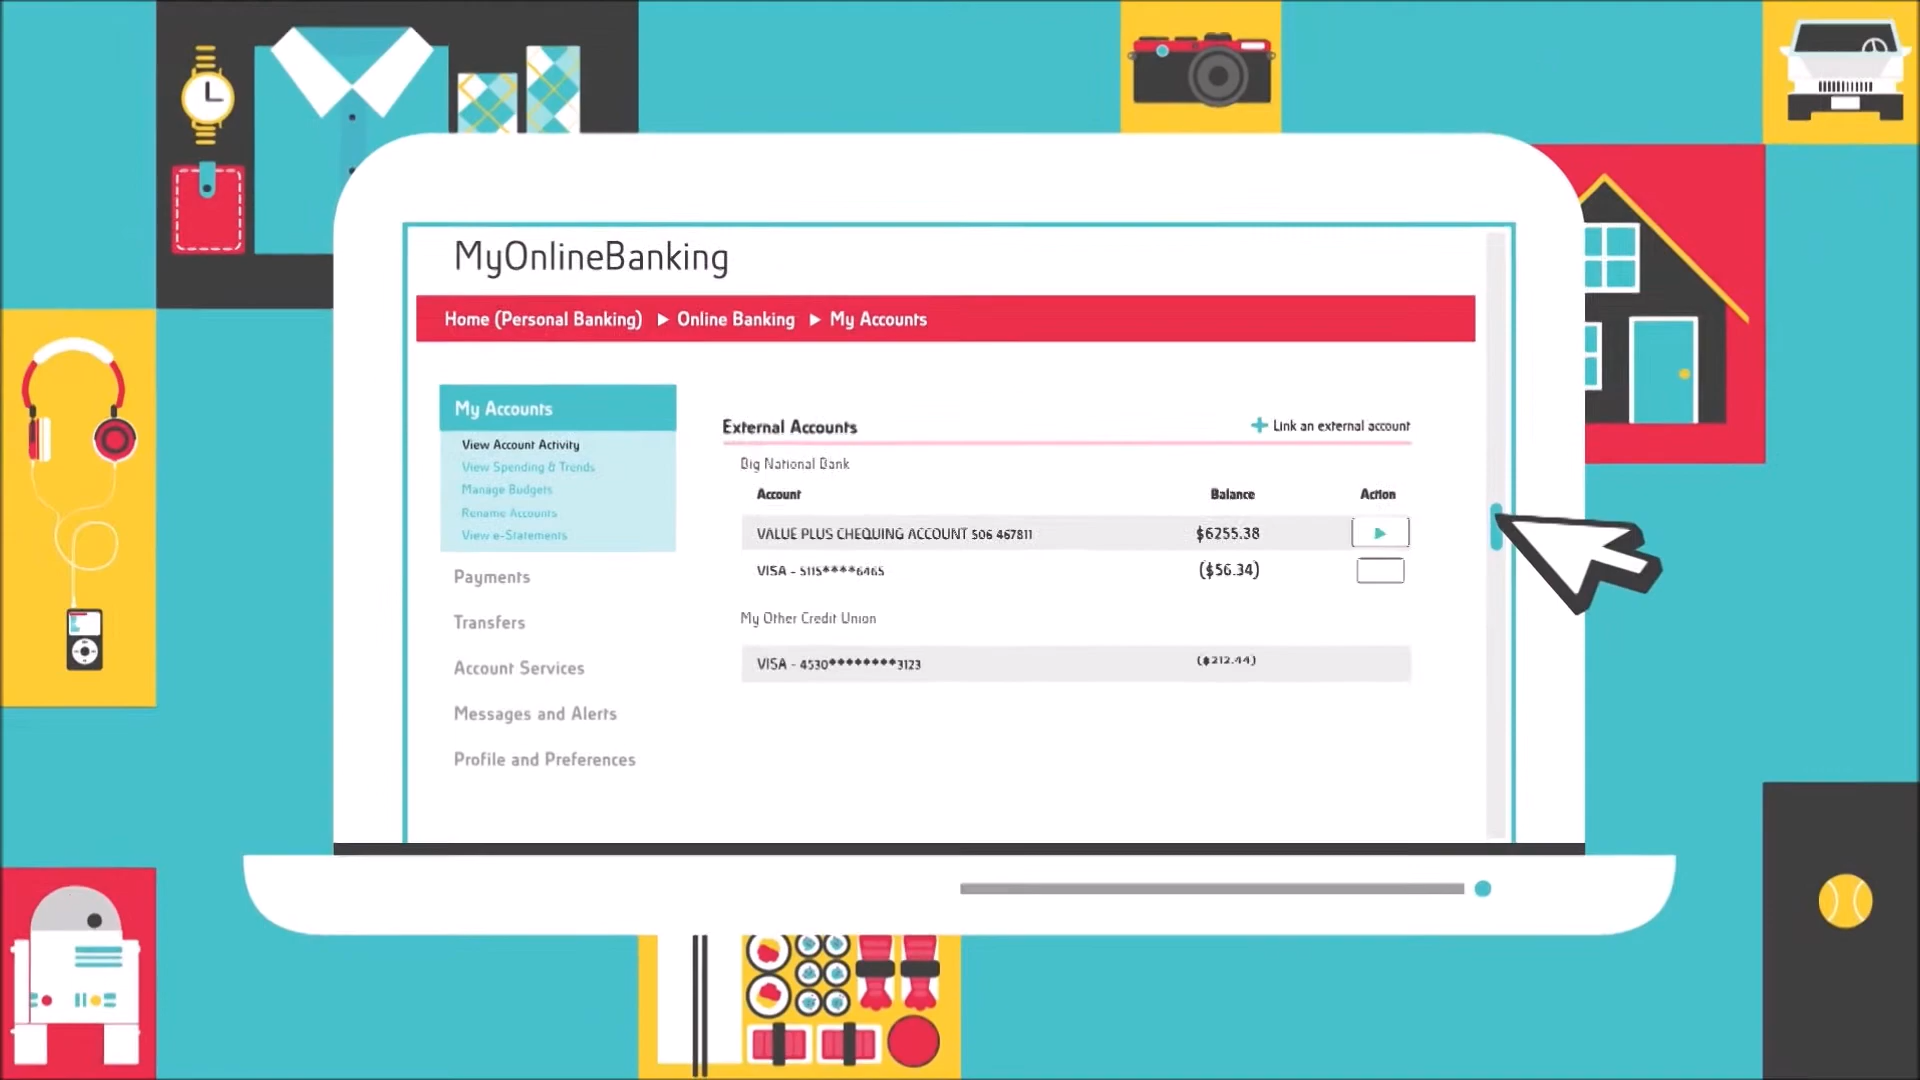 MyOnlineBanking
Home (Personal Banking) ▶ Online Banking ▶ My Accounts
My Accounts
View Account Activity
View Spending & Trends
Manage Budgets
Rename Accounts
View e-Statements
Payments
Transfers
Account Services
Messages and Alerts
Profile and Preferences
External Accounts
Link an external account
Big National Bank
Account Balance Action
VALUE PLUS CHEQUING ACCOUNT 506 467811 $6255.38
VISA - 5115****6465 ($56.34)
My Other Credit Union
VISA - 4530********3123 ($212.44)